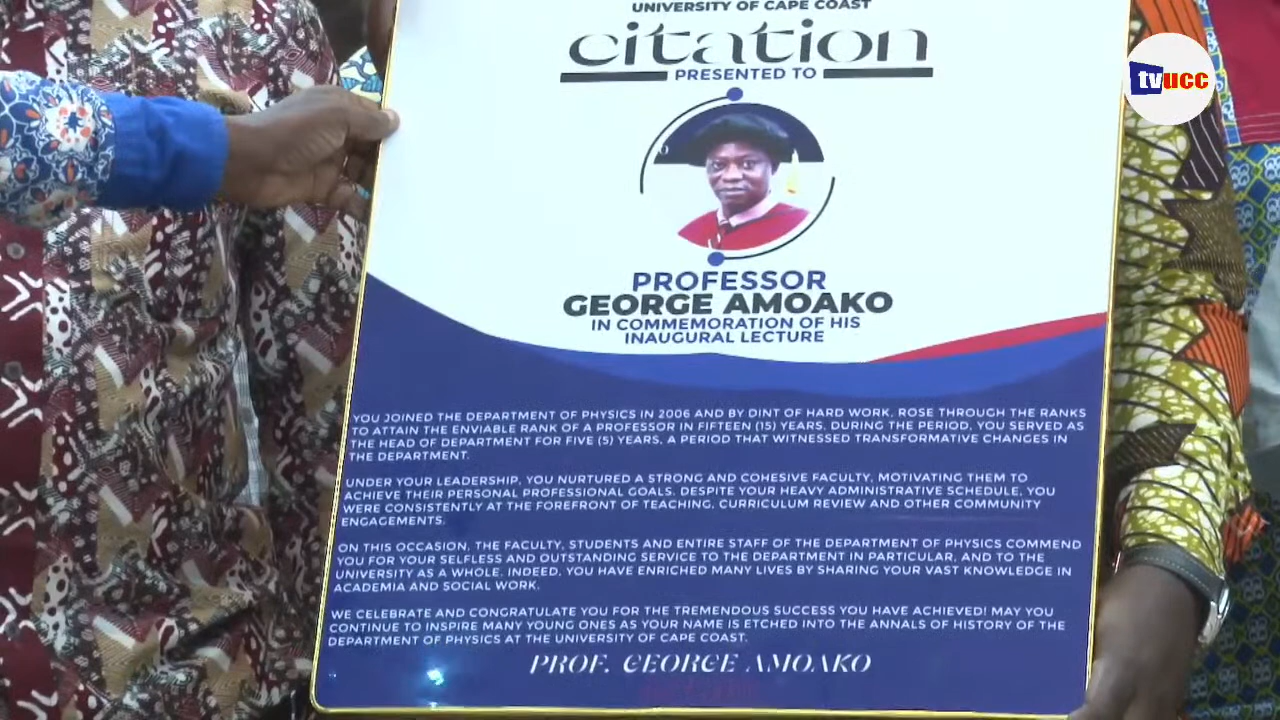 UNIVERSITY OF CAPE COAST
citation
PRESENTED TO
tvucc
PROFESSOR
GEORGE AMOAKO
IN COMMEMORATION OF HIS
INAUGURAL LECTURE
YOU JOINED THE DEPARTMENT OF PHYSICS IN 2006 AND BY DINT OF HARD WORK, ROSE THROUGH THE RANKS
TO ATTAIN THE ENVIABLE RANK OF A PROFESSOR IN FIFTEEN (15) YEARS. DURING THE PERIOD, YOU SERVED AS
THE HEAD OF DEPARTMENT FOR FIVE (5) YEARS, A PERIOD THAT WITNESSED TRANSFORMATIVE CHANGES IN
THE DEPARTMENT.
UNDER YOUR LEADERSHIP, YOU NURTURED A STRONG AND COHESIVE FACULTY, MOTIVATING THEM TO
ACHIEVE THEIR PERSONAL PROFESSIONAL GOALS. DESPITE YOUR HEAVY ADMINISTRATIVE SCHEDULE, YOU
WERE CONSISTENTLY AT THE FOREFRONT OF TEACHING, CURRICULUM REVIEW AND OTHER COMMUNITY
ENGAGEMENTS.
ON THIS OCCASION, THE FACULTY, STUDENTS AND ENTIRE STAFF OF THE DEPARTMENT OF PHYSICS COMMEND
YOU FOR YOUR SELFLESS AND OUTSTANDING SERVICE TO THE DEPARTMENT IN PARTICULAR, AND TO THE
UNIVERSITY AS A WHOLE. INDEED, YOU HAVE ENRICHED MANY LIVES BY SHARING YOUR VAST KNOWLEDGE IN
ACADEMIA AND SOCIAL WORK.
WE CELEBRATE AND CONGRATULATE YOU FOR THE TREMENDOUS SUCCESS YOU HAVE ACHIEVED! MAY YOU
CONTINUE TO INSPIRE MANY YOUNG ONES AS YOUR NAME IS ETCHED INTO THE ANNALS OF HISTORY OF THE
DEPARTMENT OF PHYSICS AT THE UNIVERSITY OF CAPE COAST.
PROF. GEORGE AMOAKO